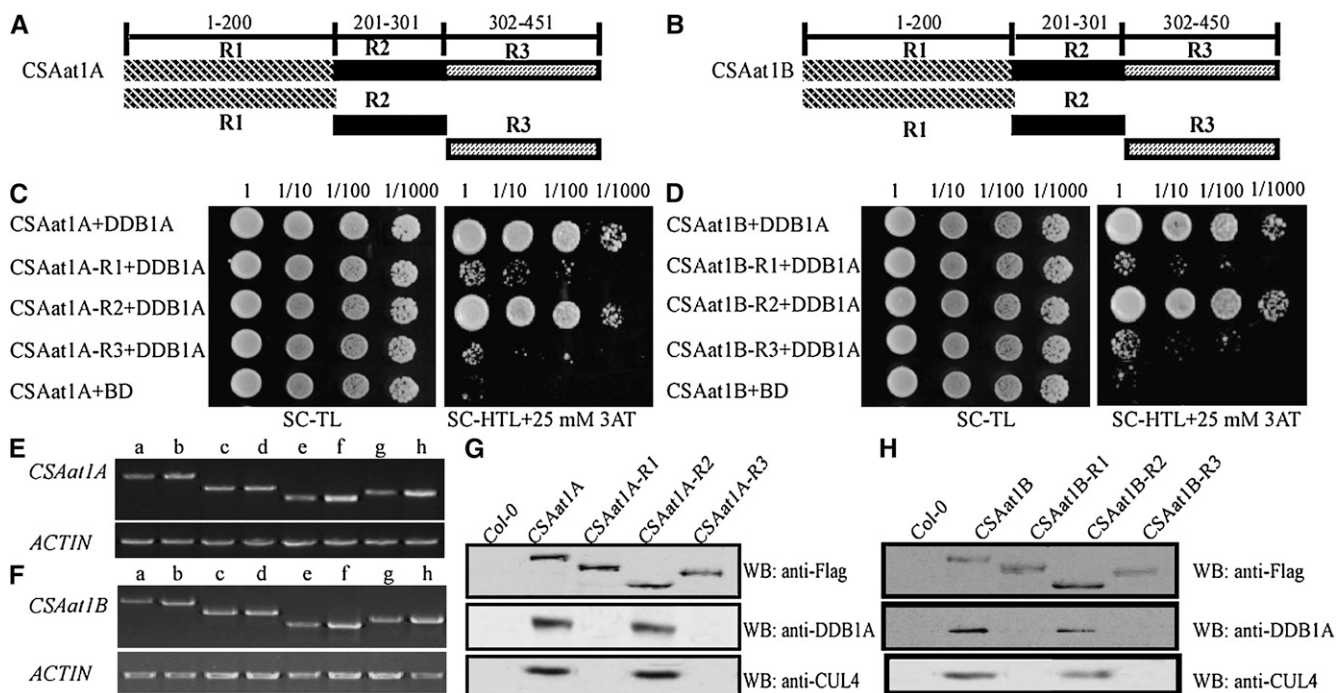 A
1-200 201-301 302-451
R1 R2 R3
CSAat1A
R2
R1 R3
B
1-200 201-301 302-450
R1 R2 R3
CSAat1B
R2
R1 R3
C
1 1/10 1/100 1/1000 1 1/10 1/100 1/1000
CSAat1A+DDB1A
CSAat1A-R1+DDB1A
CSAat1A-R2+DDB1A
CSAat1A-R3+DDB1A
CSAat1A+BD
SC-TL SC-HTL+25 mM 3AT
D
1 1/10 1/100 1/1000 1 1/10 1/100 1/1000
CSAat1B+DDB1A
CSAat1B-R1+DDB1A
CSAat1B-R2+DDB1A
CSAat1B-R3+DDB1A
CSAat1B+BD
SC-TL SC-HTL+25 mM 3AT
E
a b c d e f g h
CSAat1A
ACTIN
F
a b c d e f g h
CSAat1B
ACTIN
G
Col-0 CSAat1A CSAat1A-R1 CSAat1A-R2 CSAat1A-R3
WB: anti-Flag
WB: anti-DDB1A
WB: anti-CUL4
H
Col-0 CSAat1B CSAat1B-R1 CSAat1B-R2 CSAat1B-R3
WB: anti-Flag
WB: anti-DDB1A
WB: anti-CUL4